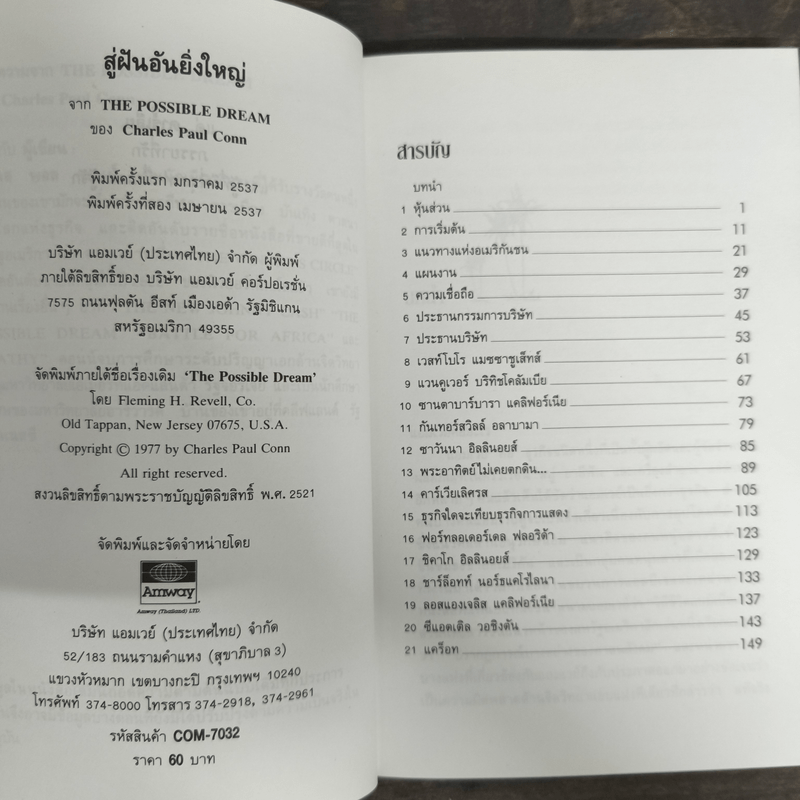 สู่ฝันอันยิ่งใหญ่
จาก THE POSSIBLE DREAM
ของ Charles Paul Conn
พิมพ์ครั้งแรก มกราคม 2537
พิมพ์ครั้งที่สอง เมษายน 2537
บริษัท แอมเวย์ (ประเทศไทย) จำกัด ผู้พิมพ์
ภายใต้ลิขสิทธิ์ของ บริษัท แอมเวย์ คอร์ปอเรชั่น
7575 ถนนฟุลตัน อีสท์ เมืองเอด้า รัฐมิชิแกน
สหรัฐอเมริกา 49355
จัดพิมพ์ภายใต้ชื่อเรื่องเดิม 'The Possible Dream'
โดย Fleming H. Revell, Co.
Old Tappan, New Jersey 07675, U.S.A.
Copyright © 1977 by Charles Paul Conn
All right reserved.
สงวนลิขสิทธิ์ตามพระราชบัญญัติลิขสิทธิ์ พ.ศ. 2521
จัดพิมพ์และจัดจำหน่ายโดย
Amway
Amway (Thailand) LTD.
บริษัท แอมเวย์ (ประเทศไทย) จำกัด
52/183 ถนนรามคำแหง (สุขาภิบาล 3)
แขวงหัวหมาก เขตบางกะปิ กรุงเทพฯ 10240
โทรศัพท์ 374-8000 โทรสาร 374-2918, 374-2961
รหัสสินค้า COM-7032
ราคา 60 บาท
สารบัญ
บทนำ
1 หุ้นส่วน 1
2 การเริ่มต้น 11
3 แนวทางแห่งอเมริกันชน 21
4 แผนงาน 29
5 ความเชื่อถือ 37
6 ประธานกรรมการบริษัท 45
7 ประธานบริษัท 53
8 เวสท์โบโร แมซซาชูเส็ทส์ 61
9 แวนคูเวอร์ บริทิชโคลัมเบีย 67
10 ซานดาบาร์บารา แคลิฟอร์เนีย 73
11 กันเทอร์สวิลล์ อลาบามา 79
12 ซาวันนา อิลลินอยส์ 85
13 พระอาทิตย์ไม่เคยตกดิน... 89
14 คาร์เวียเลิศรส 105
15 ธุรกิจใดจะเทียบธุรกิจการแสดง 113
16 ฟอร์ทลอเดอร์เดล ฟลอริด้า 123
17 ชิคาโก อิลลินอยส์ 129
18 ชาร์ล็อทท์ นอร์ธแคโรไลนา 133
19 ลอสแองเจลิส แคลิฟอร์เนีย 137
20 ซีแอตเติล วอชิงตัน 143
21 แคร็อท 149